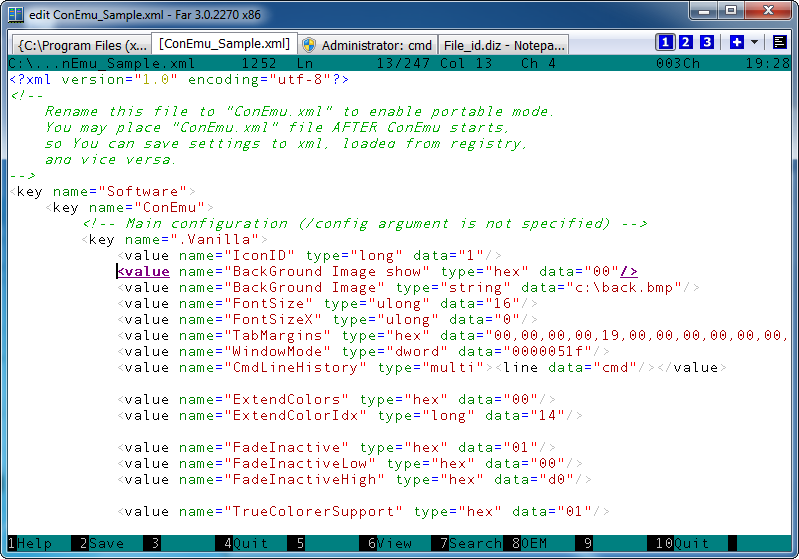 edit ConEmu_Sample.xml - Far 3.0.2270 x86
{C:\Program Files (x... [ConEmu_Sample.xml] Administrator: cmd File_id.diz - Notepa... 1 2 3
C:\...nEmu_Sample.xml 1252 Ln 13/247 Col 13 Ch 4 003Ch 19:28
<?xml version="1.0" encoding="utf-8"?>
<!--
    Rename this file to "ConEmu.xml" to enable portable mode.
    You may place "ConEmu.xml" file AFTER ConEmu starts,
    so You can save settings to xml, loaded from registry,
    and vice versa.
-->
<key name="Software">
    <key name="ConEmu">
        <!-- Main configuration (/config argument is not specified) -->
        <key name=".Vanilla">
            <value name="IconID" type="long" data="1"/>
            <value name="BackGround Image show" type="hex" data="00"/>
            <value name="BackGround Image" type="string" data="c:\back.bmp"/>
            <value name="FontSize" type="ulong" data="16"/>
            <value name="FontSizeX" type="ulong" data="0"/>
            <value name="TabMargins" type="hex" data="00,00,00,00,19,00,00,00,00,00,00,
            <value name="WindowMode" type="dword" data="0000051f"/>
            <value name="CmdLineHistory" type="multi"><line data="cmd"/></value>
            <value name="ExtendColors" type="hex" data="00"/>
            <value name="ExtendColorIdx" type="long" data="14"/>
            <value name="FadeInactive" type="hex" data="01"/>
            <value name="FadeInactiveLow" type="hex" data="00"/>
            <value name="FadeInactiveHigh" type="hex" data="d0"/>
            <value name="TrueColorerSupport" type="hex" data="01"/>
1Help 2Save 3 4Quit 5 6View 7Search 8OEM 9 10Quit